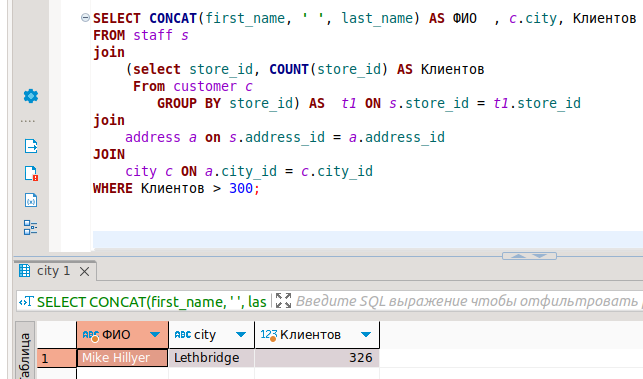 SELECT CONCAT(first_name, ' ', last_name) AS ФИО , c.city, Клиентов
FROM staff s
join
(select store_id, COUNT(store_id) AS Клиентов
From customer c
GROUP BY store_id) AS t1 ON s.store_id = t1.store_id
join
address a on s.address_id = a.address_id
JOIN
city c ON a.city_id = c.city_id
WHERE Клиентов > 300;
city 1
SELECT CONCAT(first_name, ' ', las
Введите SQL выражение чтобы отфильтровать
аблица
ABC ФИО ABC city 123 Клиентов
1 Mike Hillyer Lethbridge 326